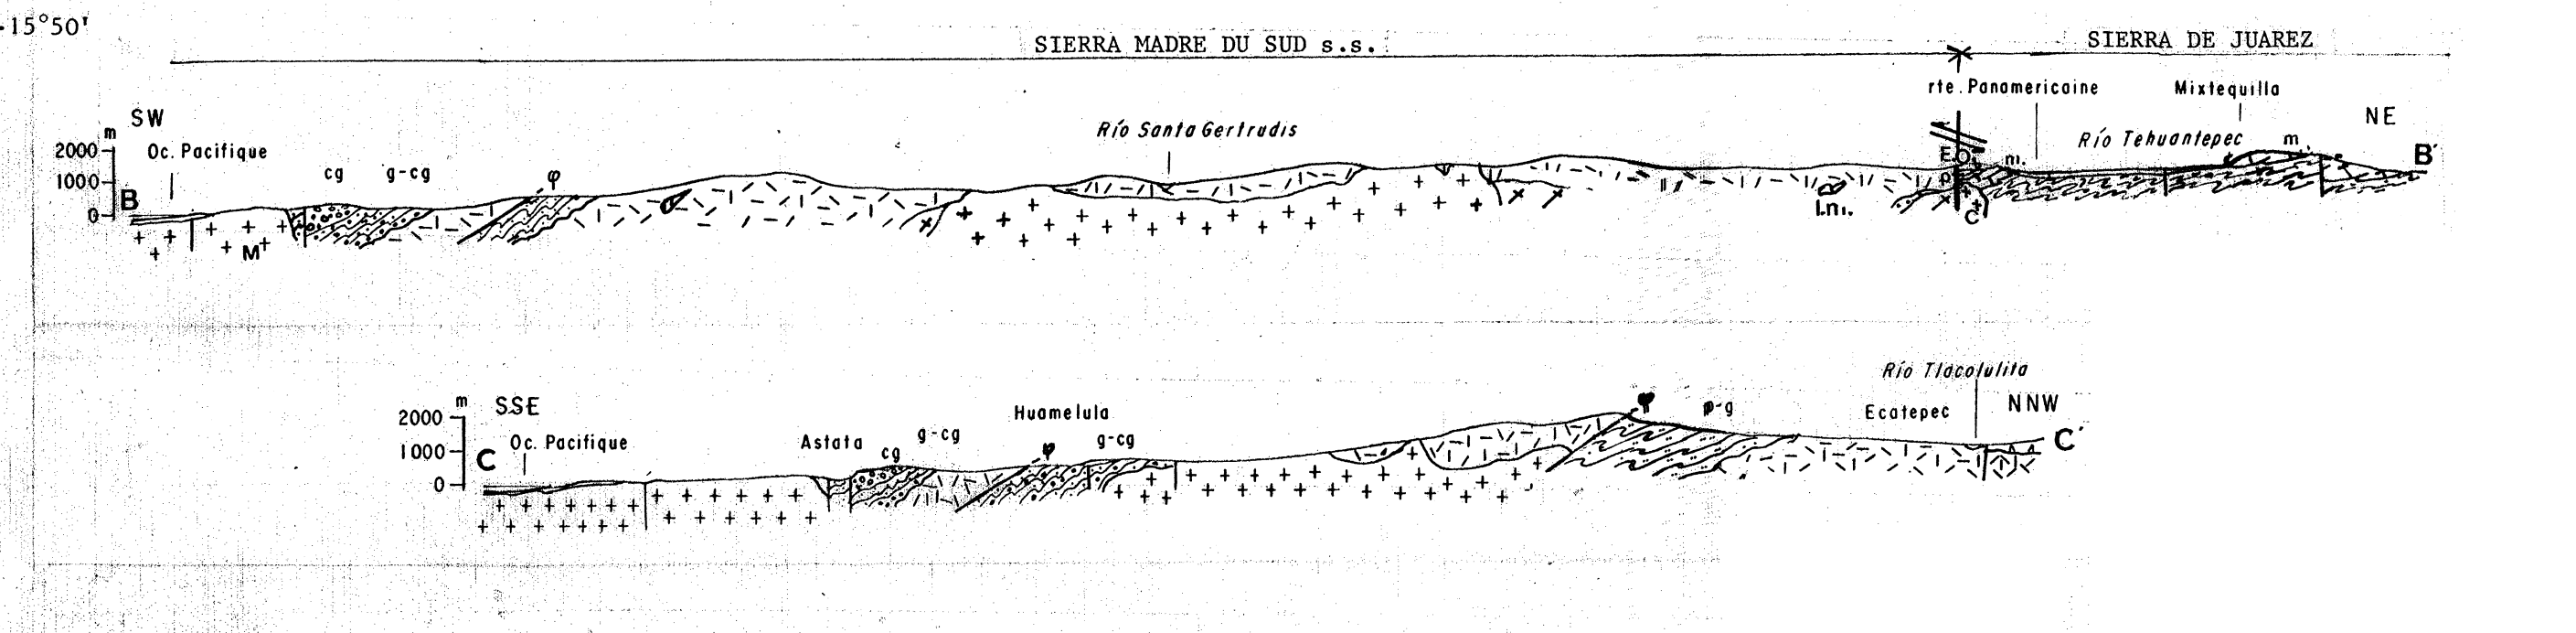 15°50'
SIERRA MADRE DU SUD s.s.
SIERRA DE JUAREZ
rte. Panamericaine
Mixtequilla
SW
NE
m
2000
1000
0
Oc. Pacifique
Río Santa Gertrudis
Río Tehuantepec
m.
B
B'
cg
g-cg
φ
m.
M
l.m.
C
Río Tlacolulita
m
SSE
NNW
2000
1000
0
Huamelula
Ecatepec
C
C'
Oc. Pacifique
Astata
cg
g-cg
φ
g-cg
φ
p-g